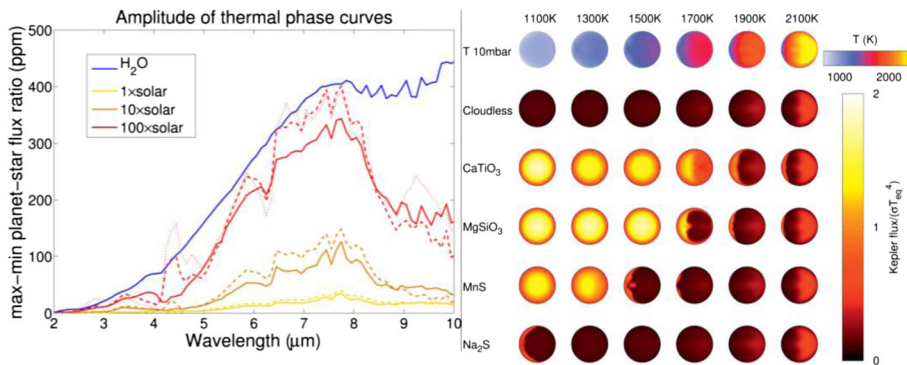 Amplitude of thermal phase curves
max−min planet−star flux ratio (ppm)
500
400
300
200
100
0
H2O
1×solar
10×solar
100×solar
2 3 4 5 6 7 8 9 10
Wavelength (μm)
1100K 1300K 1500K 1700K 1900K 2100K
T 10mbar
Cloudless
CaTiO3
MgSiO3
MnS
Na2S
T (K)
1000 2000
2
1
0
Kepler flux/(σTeq^4)